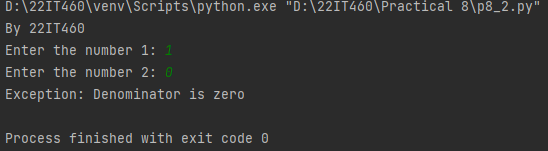 D:\22IT460\venv\Scripts\python.exe "D:\22IT460\Practical 8\p8_2.py"
By 22IT460
Enter the number 1: 1
Enter the number 2: 0
Exception: Denominator is zero
Process finished with exit code 0